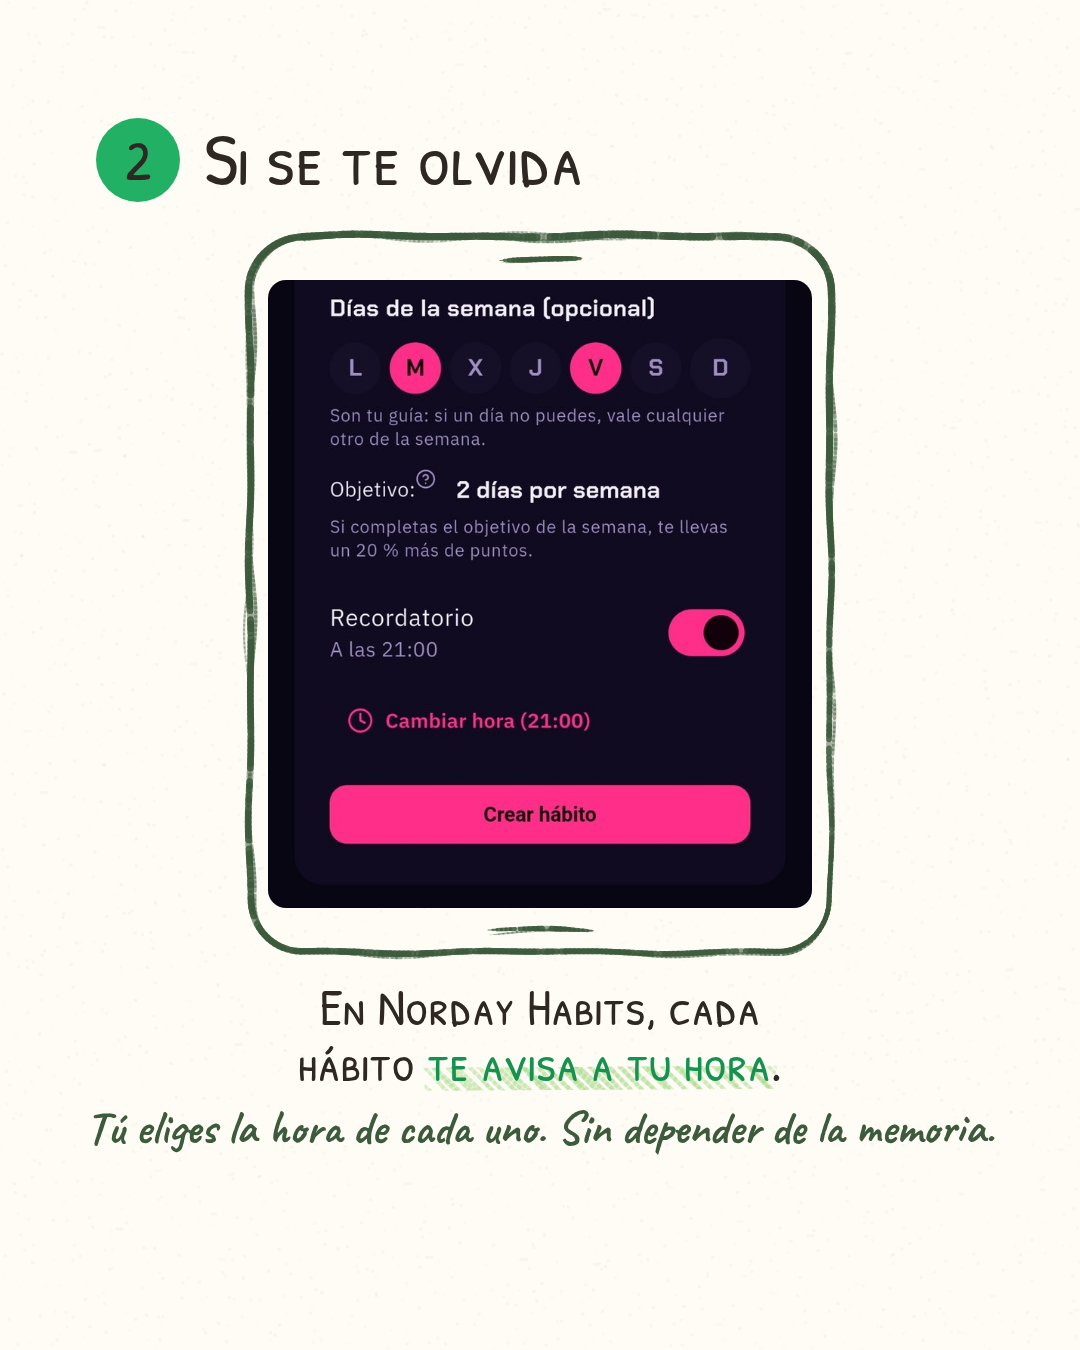 2 Si se te olvida
Días de la semana (opcional)
L M X J V S D
Son tu guía: si un día no puedes, vale cualquier
otro de la semana.
Objetivo: ? 2 días por semana
Si completas el objetivo de la semana, te llevas
un 20 % más de puntos.
Recordatorio
A las 21:00
Cambiar hora (21:00)
Crear hábito
En Norday Habits, cada
hábito te avisa a tu hora.
Tú eliges la hora de cada uno. Sin depender de la memoria.